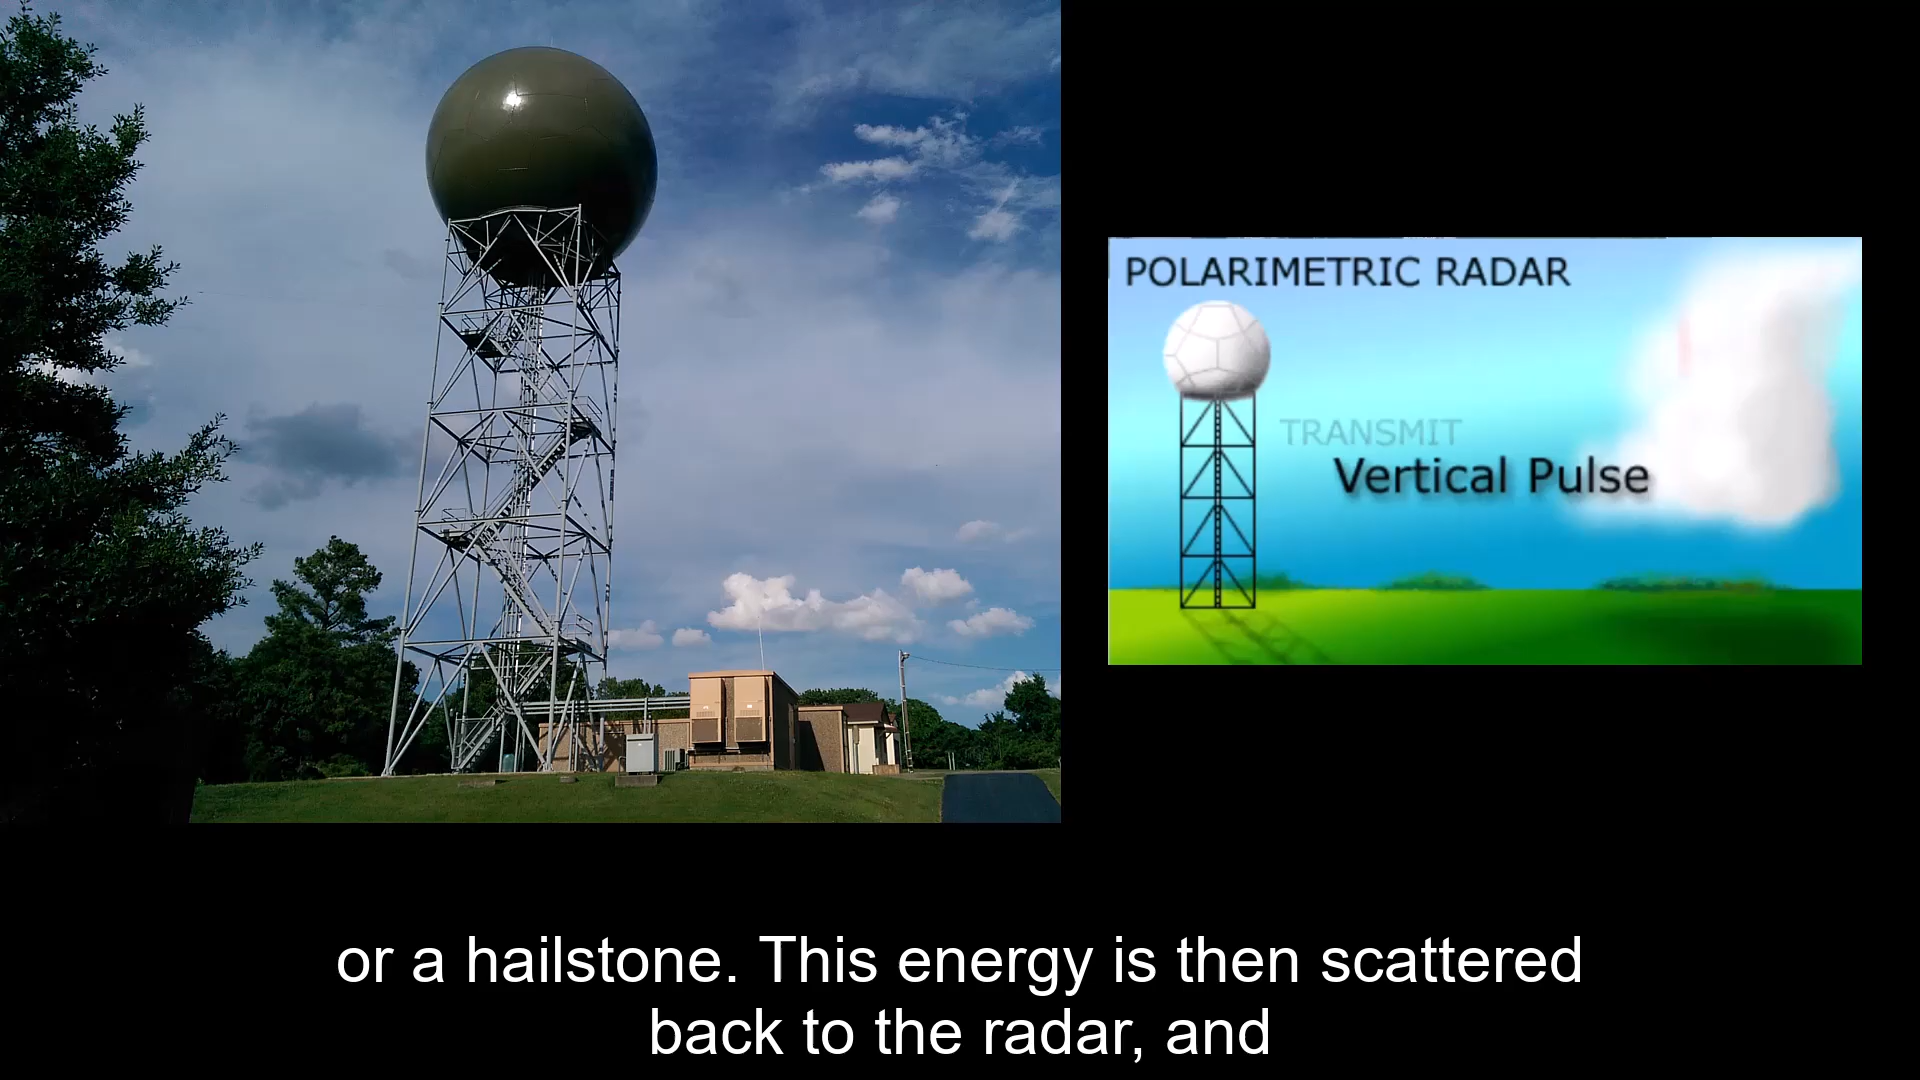 POLARIMETRIC RADAR
TRANSMIT
Vertical Pulse
or a hailstone. This energy is then scattered
back to the radar, and